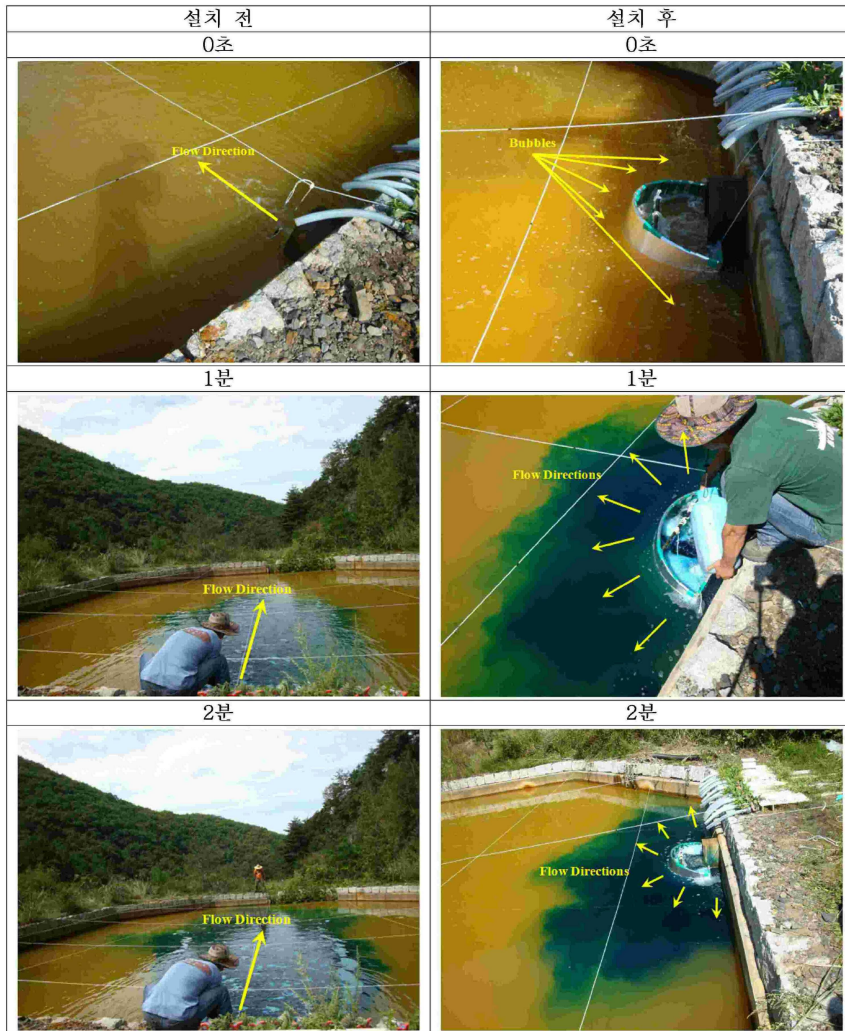 설치 전
설치 후
0초
0초
Flow Direction
Bubbles
1분
1분
Flow Direction
Flow Directions
2분
2분
Flow Direction
Flow Directions